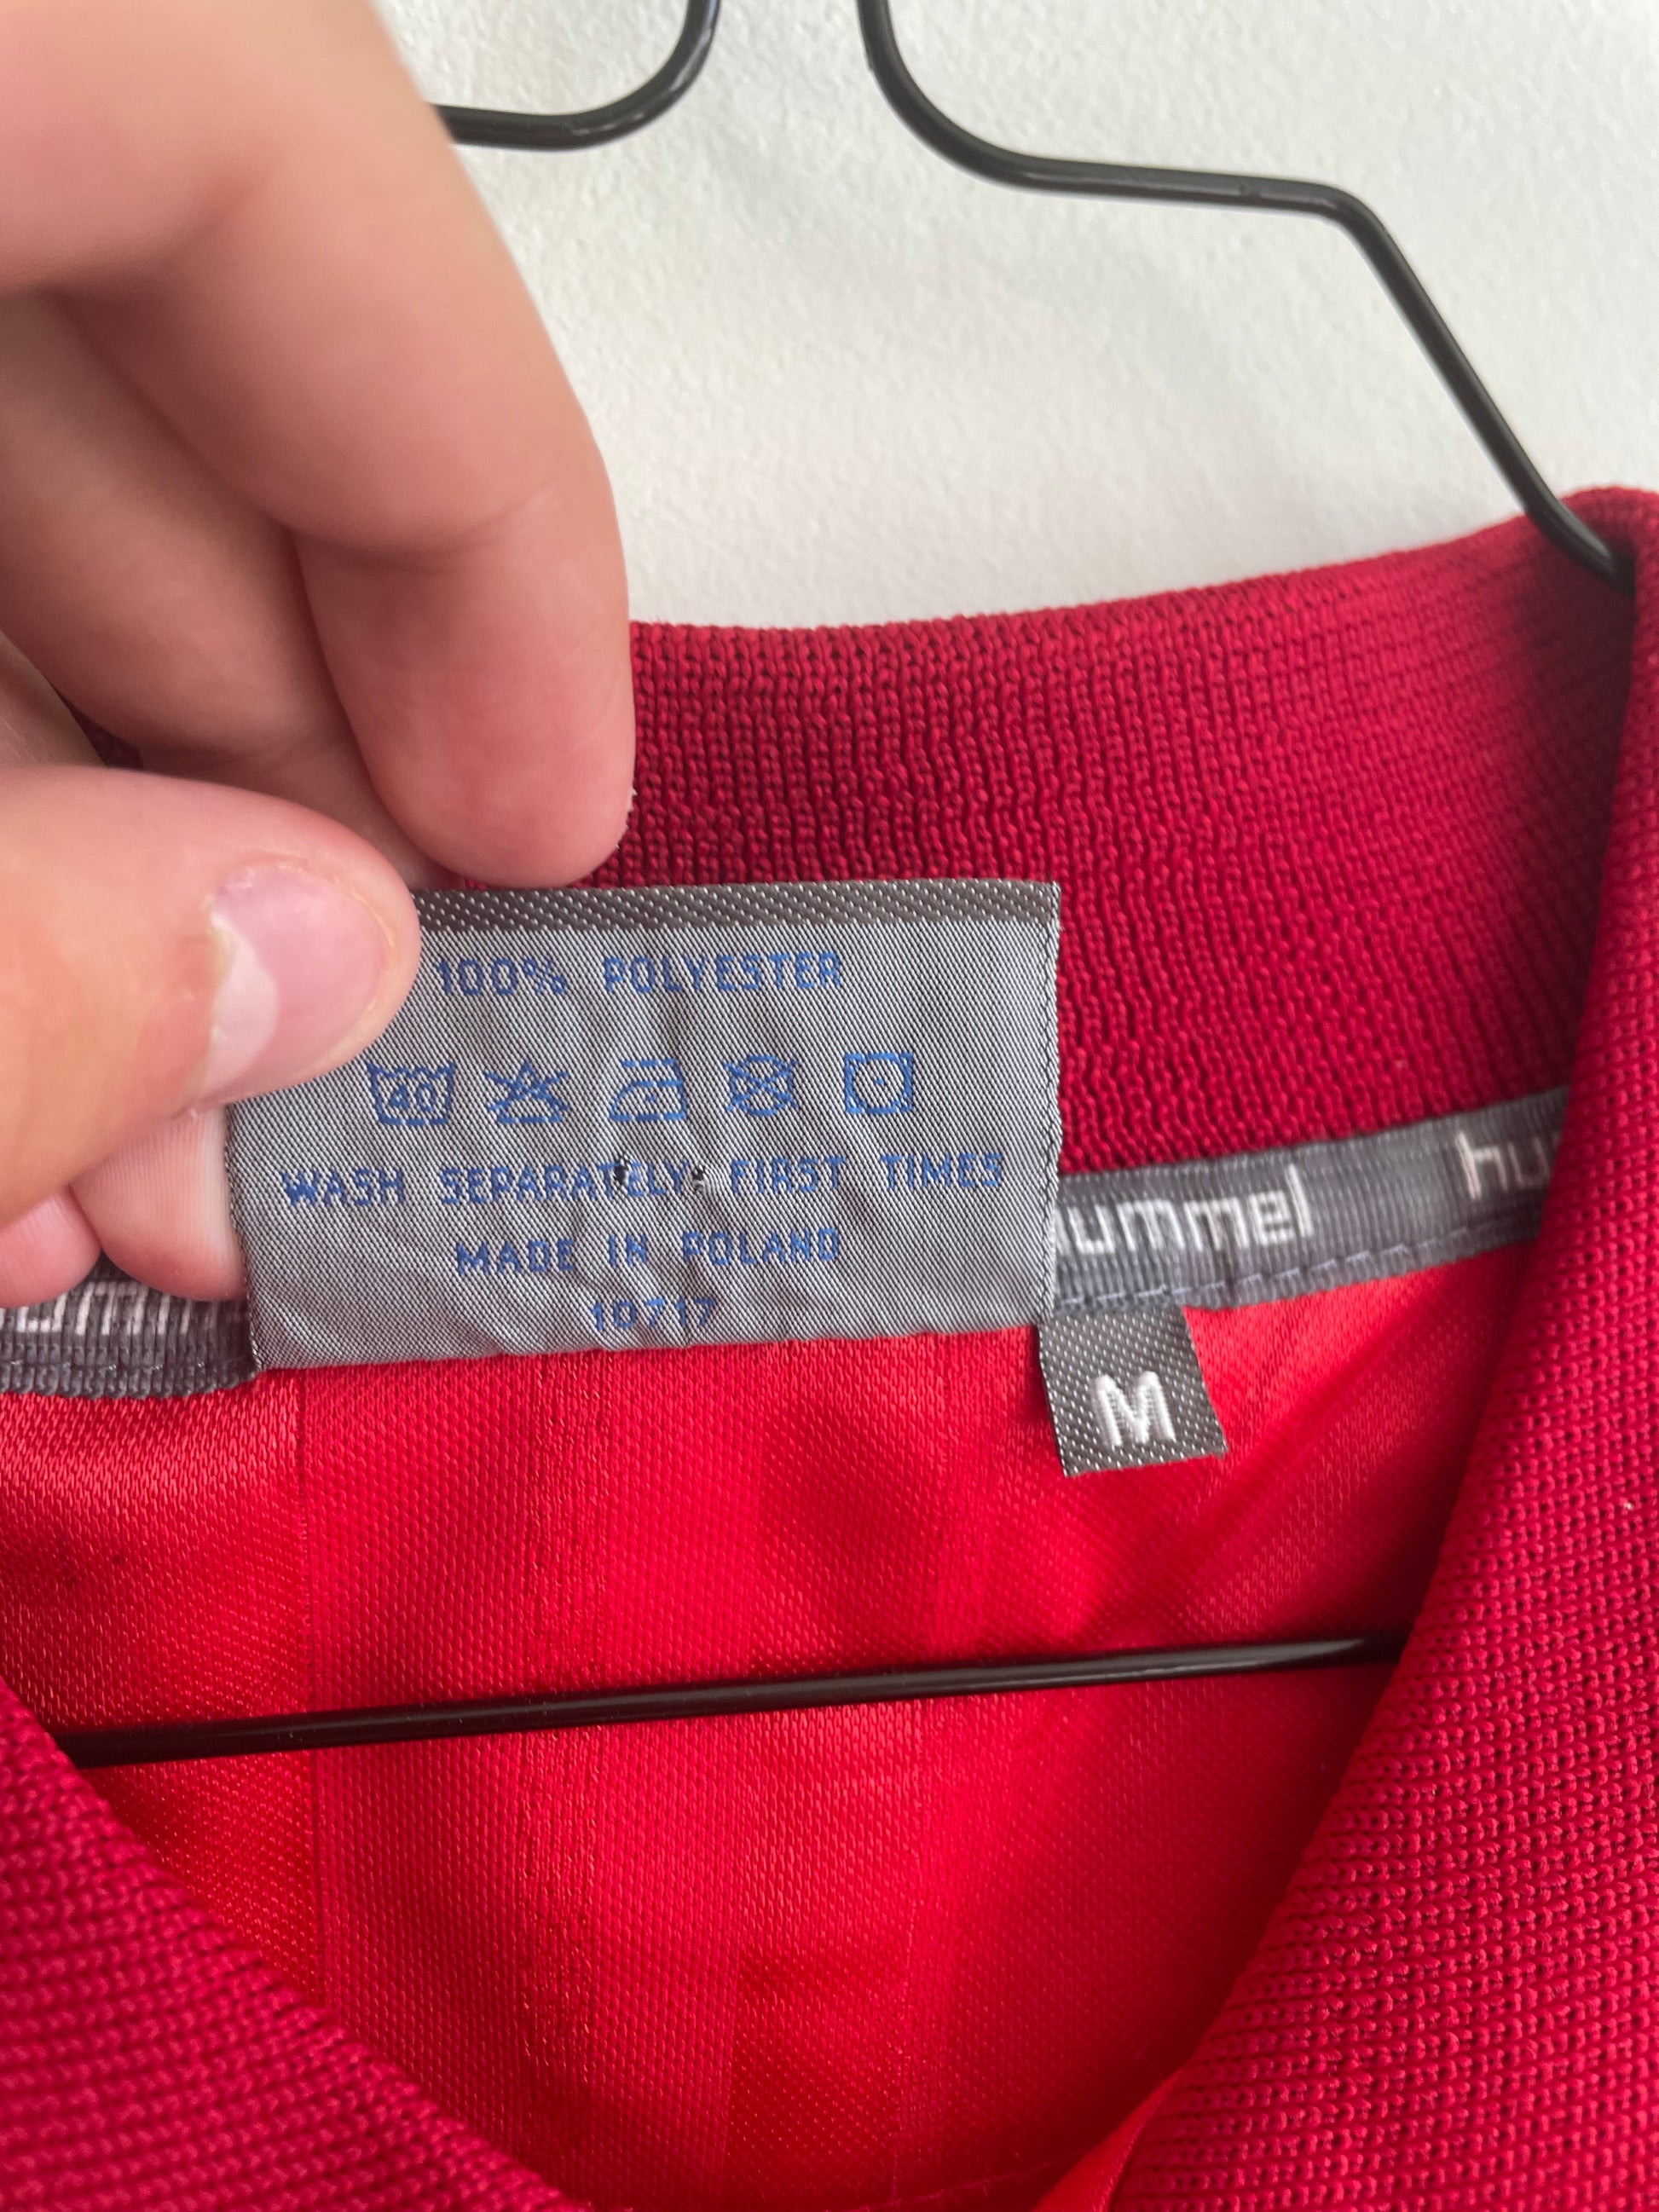 100% POLYESTER
40
WASH SEPARATELY, FIRST TIMES
MADE IN POLAND
10717
hummel
M